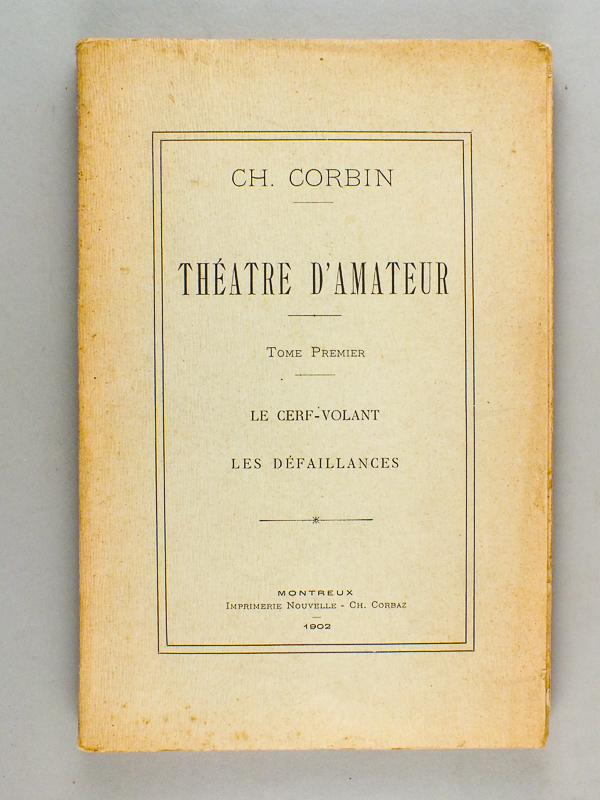 CH. CORBIN
THÉATRE D'AMATEUR
TOME PREMIER
LE CERF-VOLANT
LES DÉFAILLANCES
MONTREUX
IMPRIMERIE NOUVELLE - CH. CORBAZ
1902